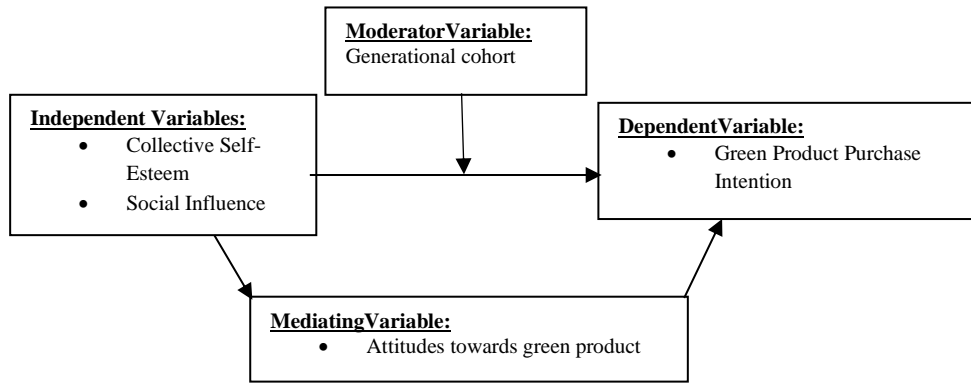 ModeratorVariable:
Generational cohort
Independent Variables:
• Collective Self-
Esteem
• Social Influence
DependentVariable:
• Green Product Purchase
Intention
MediatingVariable:
• Attitudes towards green product